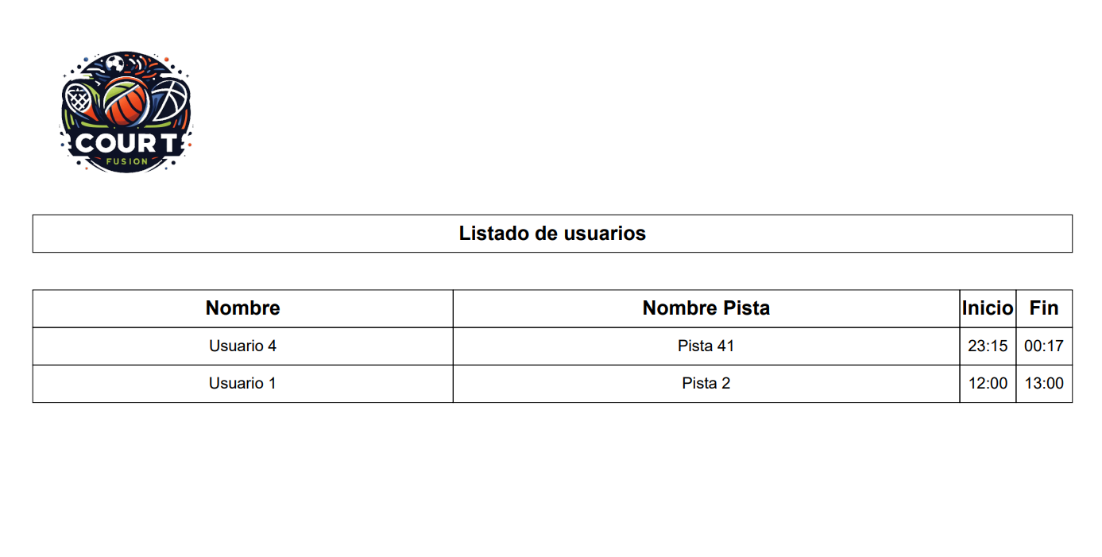 COURT
FUSION
Listado de usuarios
Nombre Nombre Pista Inicio Fin
Usuario 4 Pista 41 23:15 00:17
Usuario 1 Pista 2 12:00 13:00